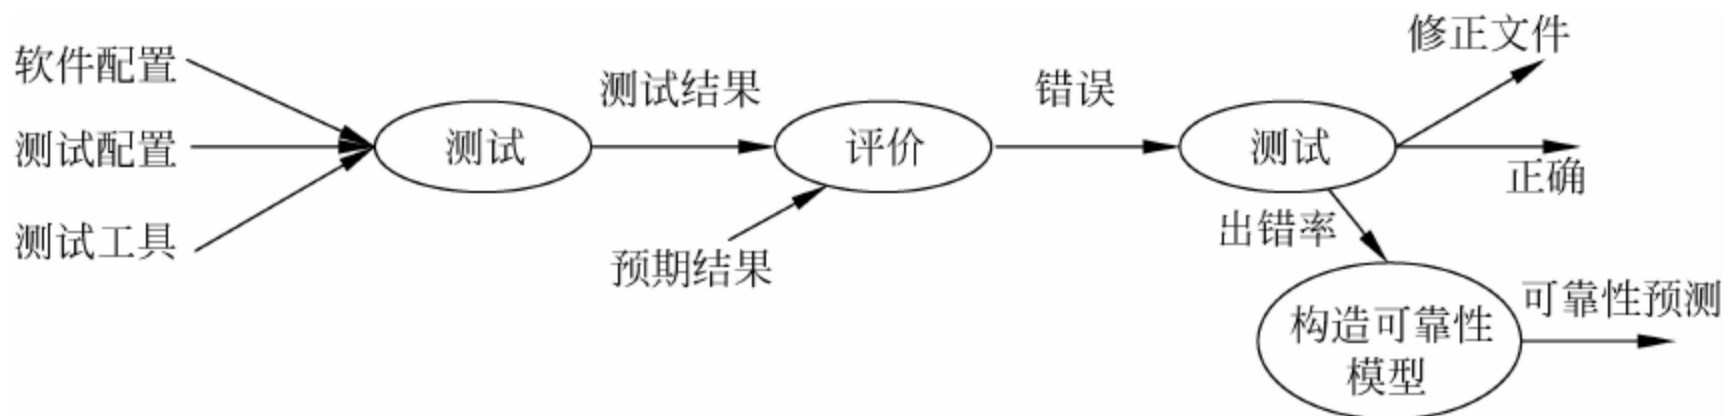 修正文件
软件配置
测试结果
错误
测试配置
测试
评价
测试
正确
测试工具
预期结果
出错率
构造可靠性
模型
可靠性预测